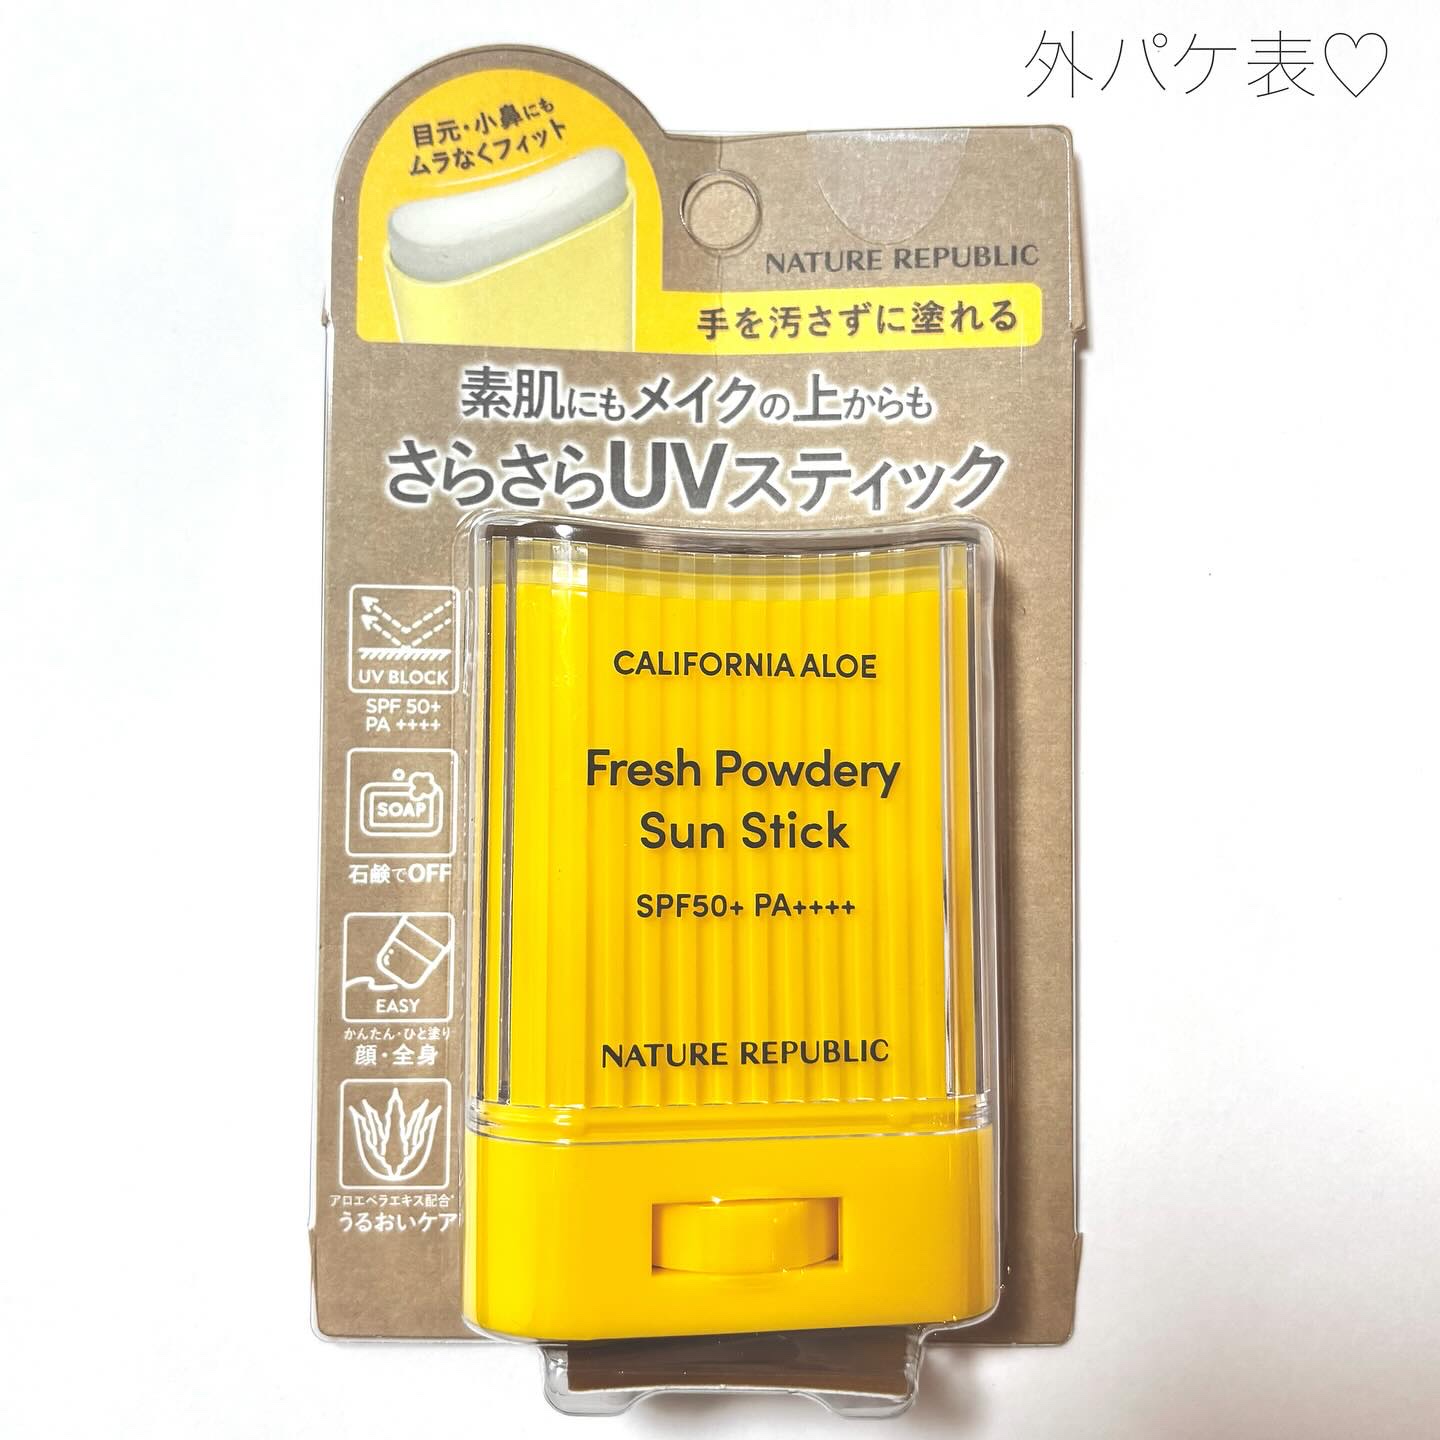 外パケ表♡
目元・小鼻にも
ムラなくフィット
NATURE REPUBLIC
手を汚さずに塗れる
素肌にもメイクの上からも
さらさらUVスティック
UV BLOCK
SPF 50+
PA ++++
SOAP
石鹸でOFF
EASY
かんたん・ひと塗り
顔・全身
アロエベラエキス配合*
うるおいケア
CALIFORNIA ALOE
Fresh Powdery
Sun Stick
SPF50+ PA++++
NATURE REPUBLIC